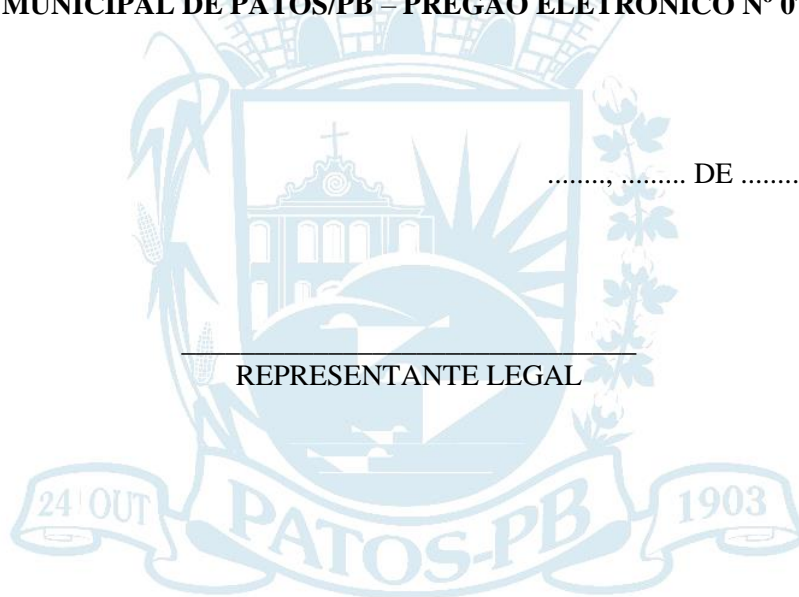 MUNICIPAL DE PATOS/PB – PREGÃO ELETRÔNICO Nº 0
........, ......... DE ........
REPRESENTANTE LEGAL
24 OUT
PATOS-PB
1903